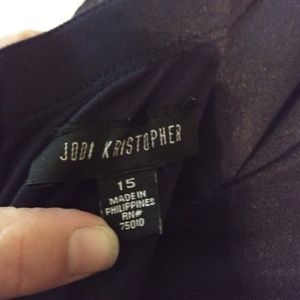 JODI KRISTOPHER
15
MADE IN
PHILIPPINES
RN#
75010